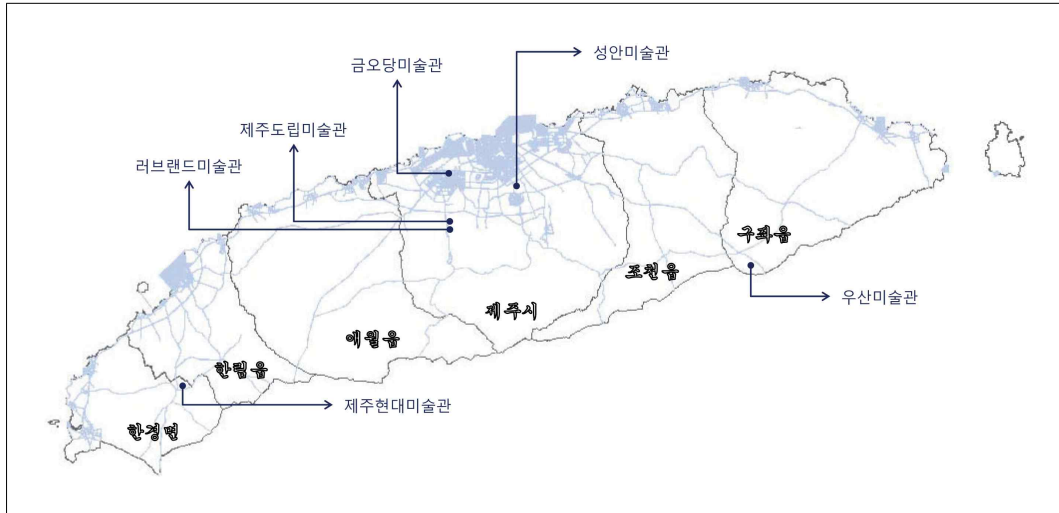 성안미술관
금오당미술관
제주도립미술관
러브랜드미술관
구좌읍
조천읍
우산미술관
제주시
애월읍
한림읍
제주현대미술관
한경면